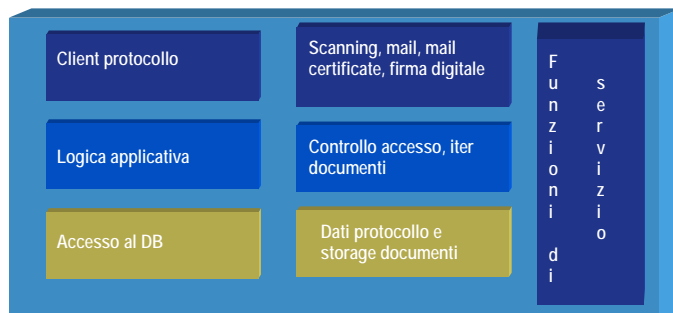 Client protocollo
Scanning, mail, mail
certificate, firma digitale
Logica applicativa
Controllo accesso, iter
documenti
Accesso al DB
Dati protocollo e
storage documenti
Funzioni di
servizio